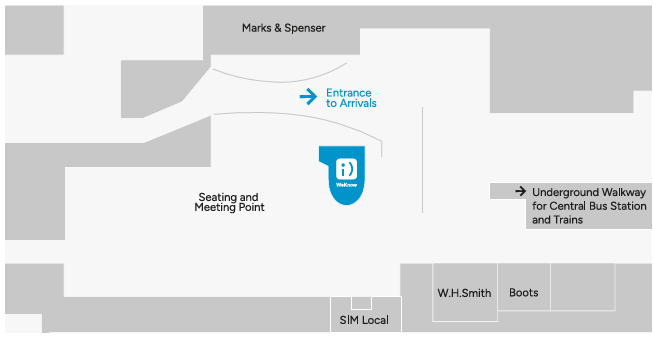 Marks & Spenser
Entrance
to Arrivals
i)
WeKnow
Seating and
Meeting Point
Underground Walkway
for Central Bus Station
and Trains
W.H.Smith
Boots
SIM Local